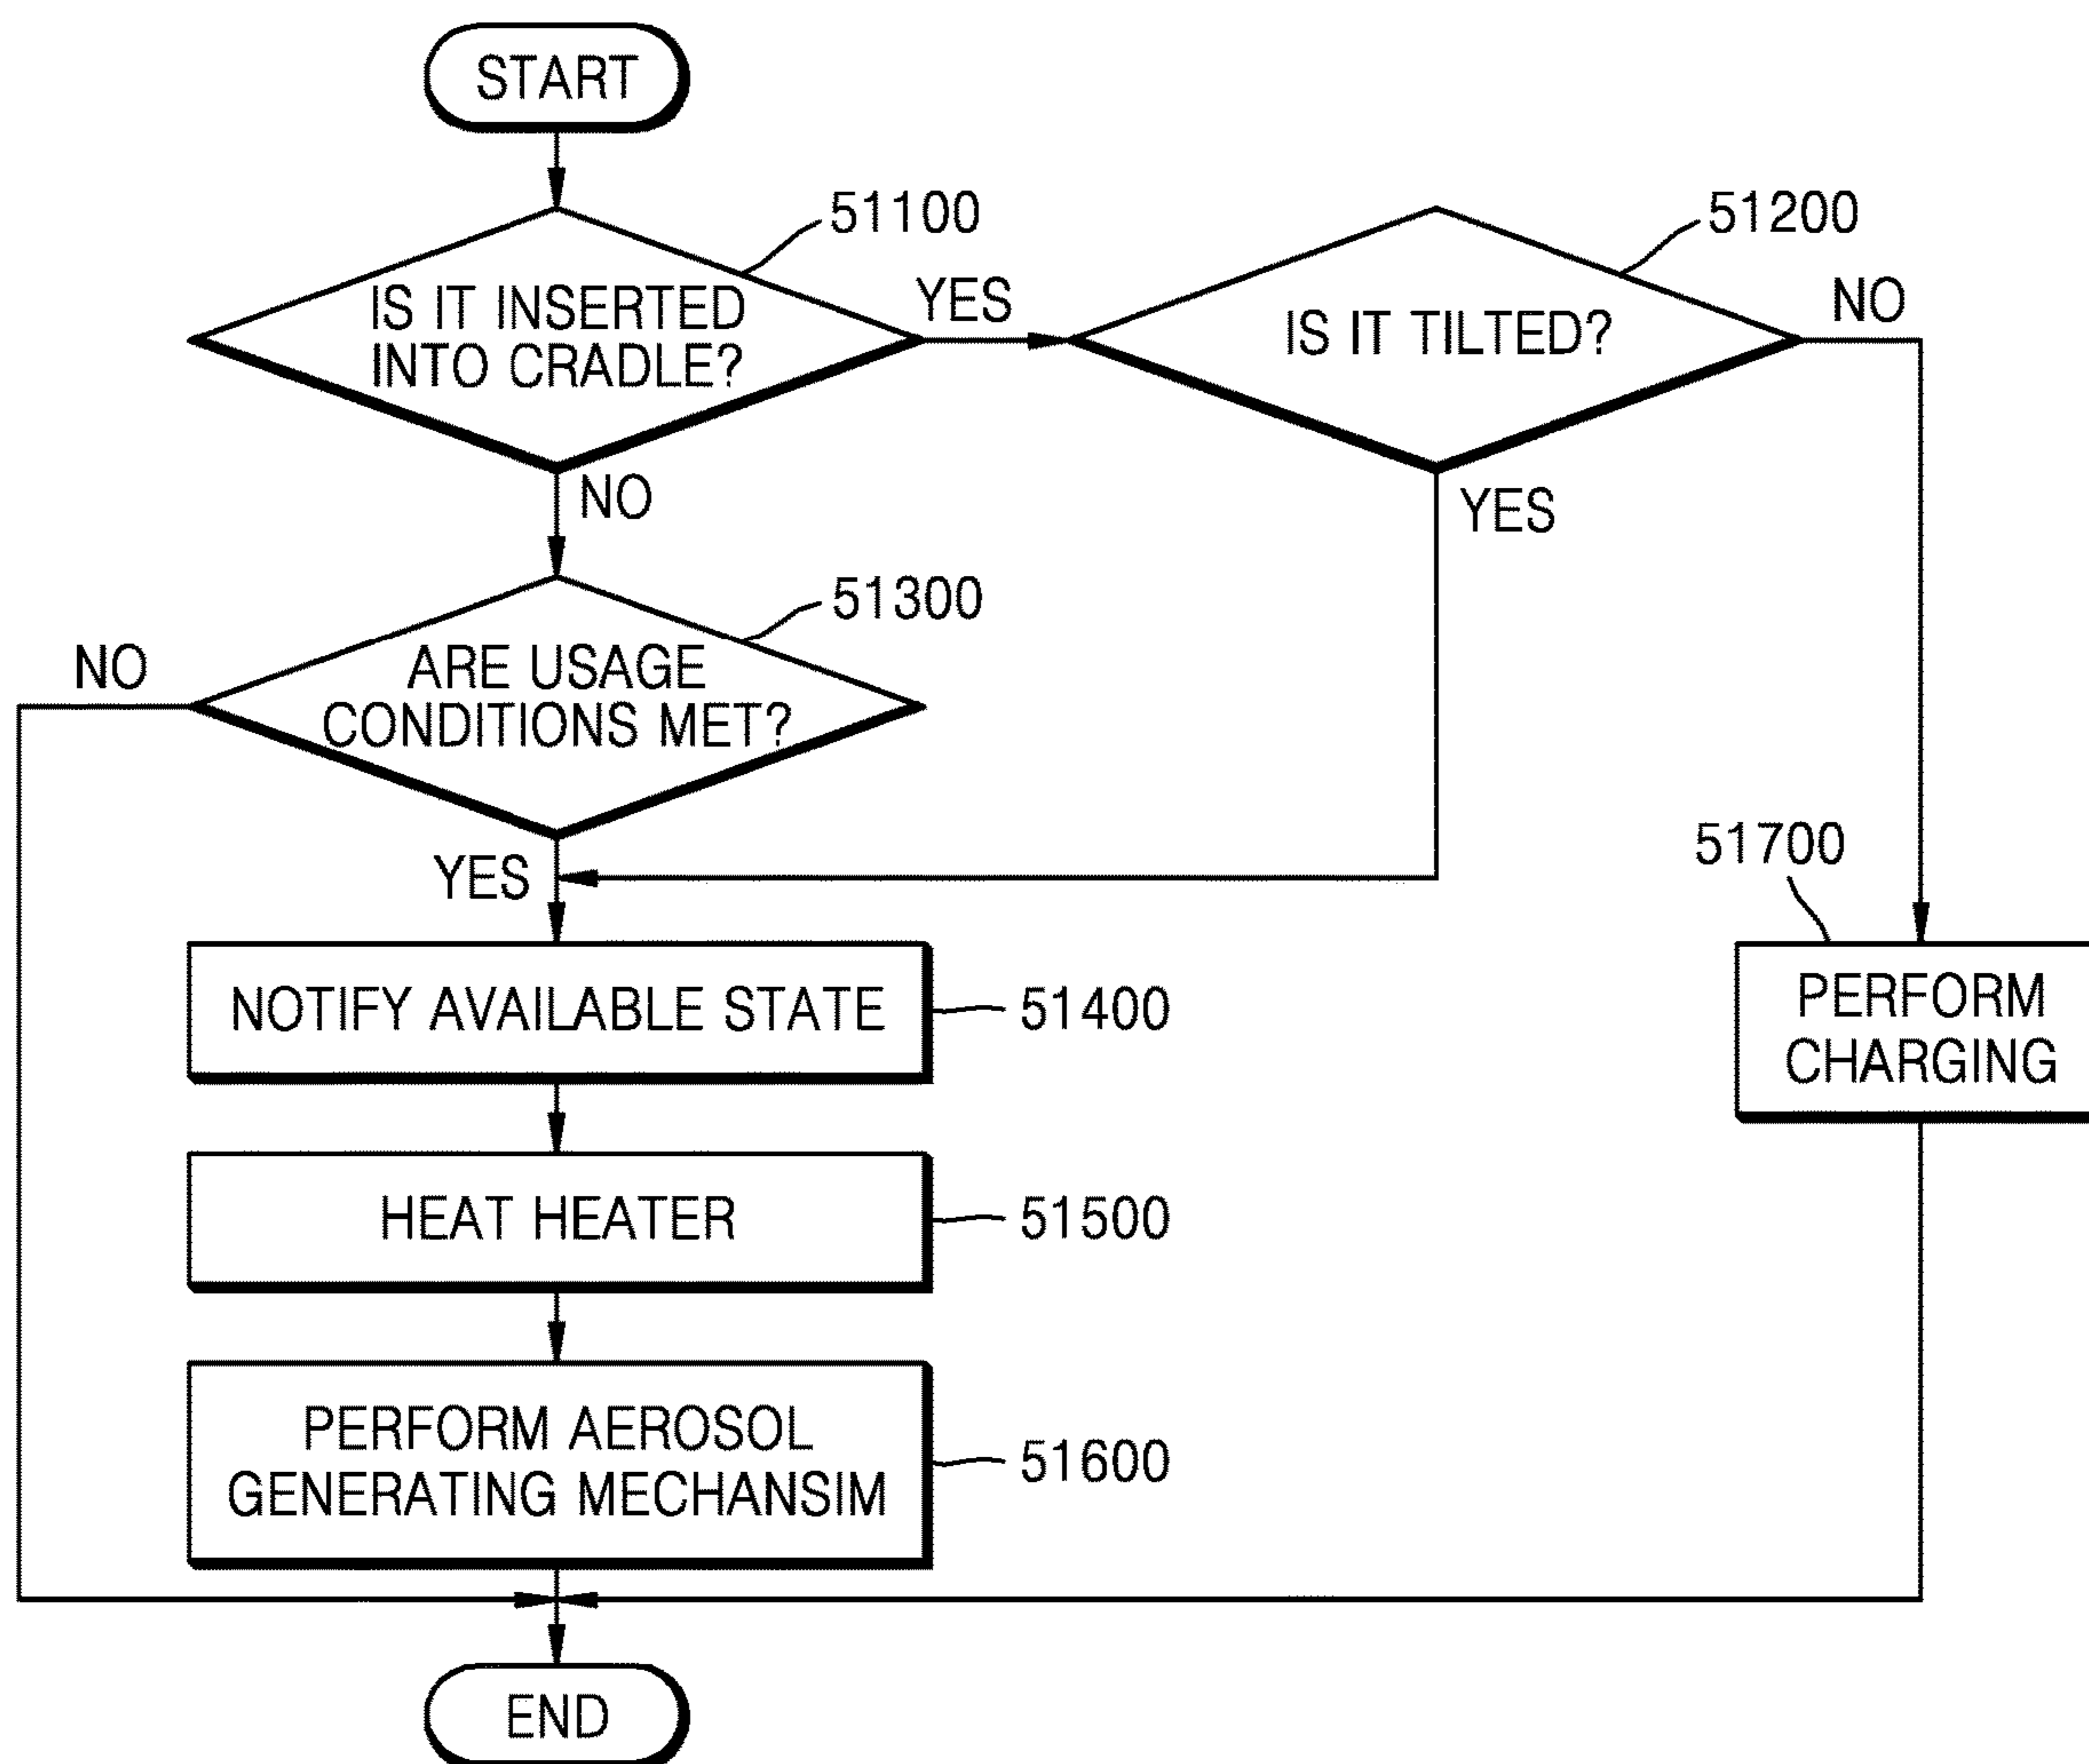 START
51100
IS IT INSERTED
INTO CRADLE?
YES
51200
IS IT TILTED?
NO
NO
YES
51300
ARE USAGE
CONDITIONS MET?
NO
YES
51700
NOTIFY AVAILABLE STATE
51400
PERFORM
CHARGING
HEAT HEATER
51500
PERFORM AEROSOL
GENERATING MECHANSIM
51600
END